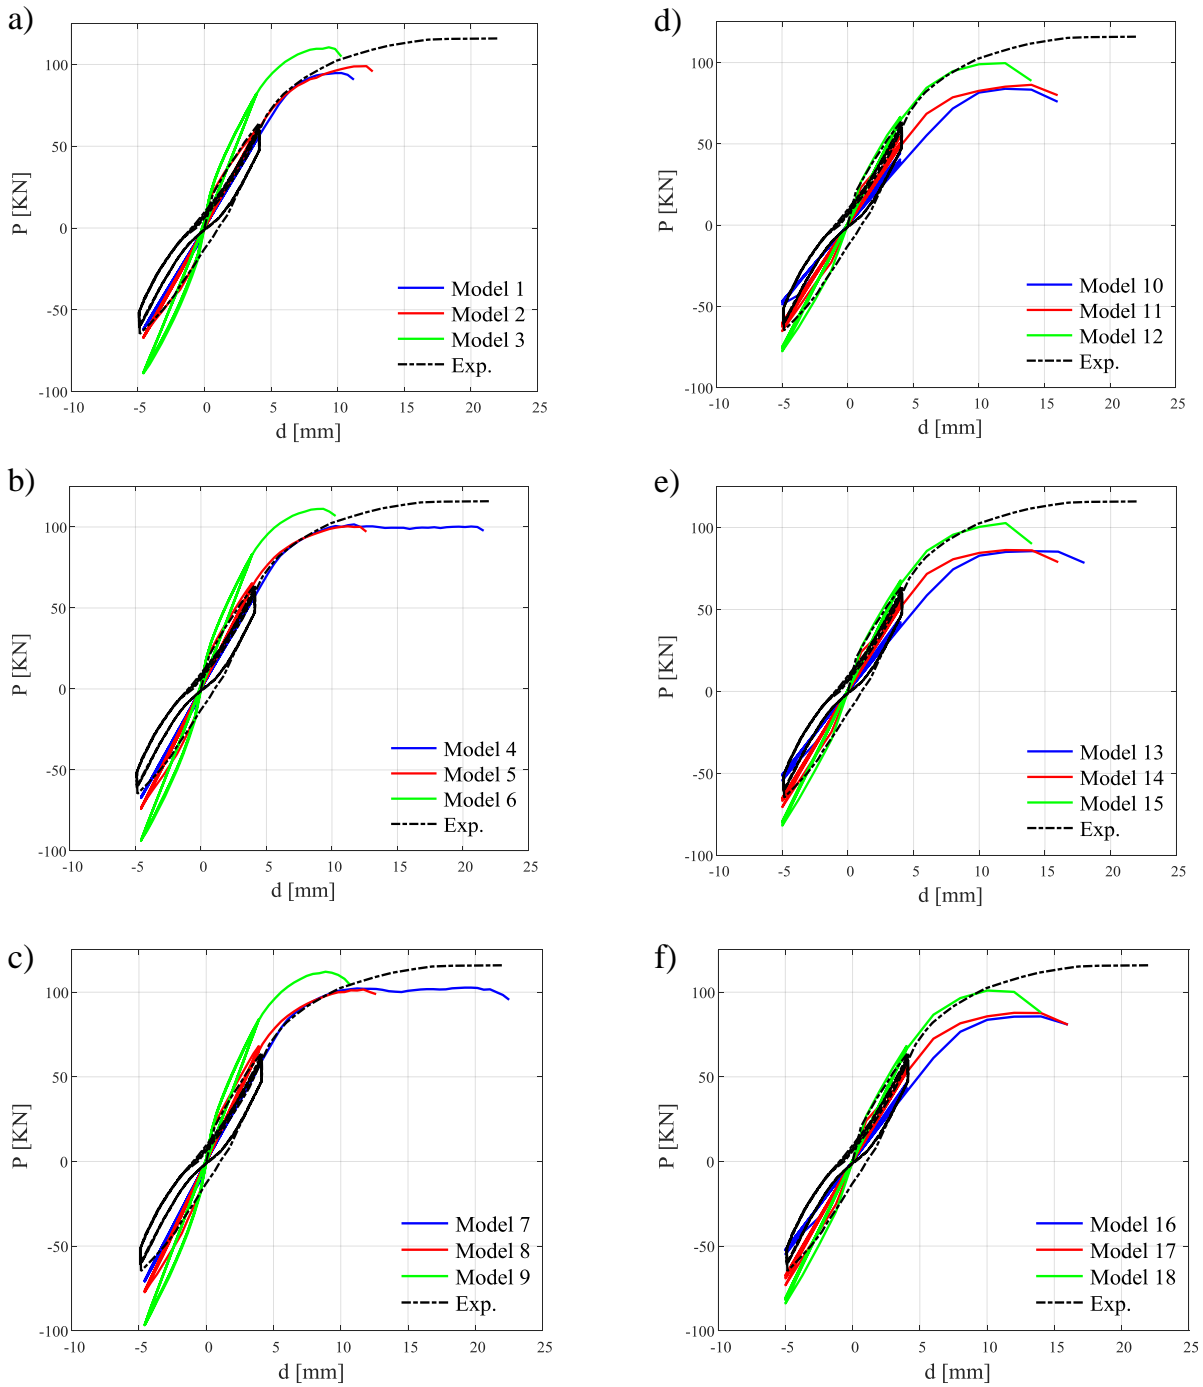 a)
P [KN]
100
50
0
-50
-100
-10
-5
0
5
10
15
20
25
d [mm]
Model 1
Model 2
Model 3
Exp.
d)
P [KN]
100
50
0
-50
-100
-10
-5
0
5
10
15
20
25
d [mm]
Model 10
Model 11
Model 12
Exp.
b)
P [KN]
100
50
0
-50
-100
-10
-5
0
5
10
15
20
25
d [mm]
Model 4
Model 5
Model 6
Exp.
e)
P [KN]
100
50
0
-50
-100
-10
-5
0
5
10
15
20
25
d [mm]
Model 13
Model 14
Model 15
Exp.
c)
P [KN]
100
50
0
-50
-100
-10
-5
0
5
10
15
20
25
d [mm]
Model 7
Model 8
Model 9
Exp.
f)
P [KN]
100
50
0
-50
-100
-10
-5
0
5
10
15
20
25
d [mm]
Model 16
Model 17
Model 18
Exp.